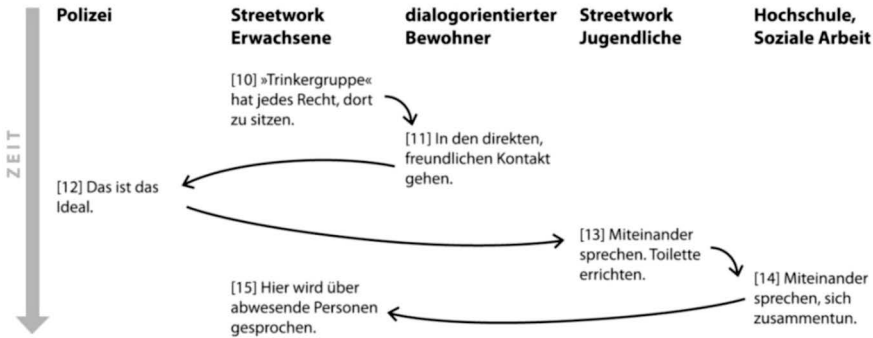 Polizei
Streetwork
Erwachsene
dialogorientierter
Bewohner
Streetwork
Jugendliche
Hochschule,
Soziale Arbeit
ZEIT
[10] »Trinkergruppe«
hat jedes Recht, dort
zu sitzen.
[11] In den direkten,
freundlichen Kontakt
gehen.
[12] Das ist das
Ideal.
[13] Miteinander
sprechen. Toilette
errichten.
[14] Miteinander
sprechen, sich
zusammentun.
[15] Hier wird über
abwesende Personen
gesprochen.